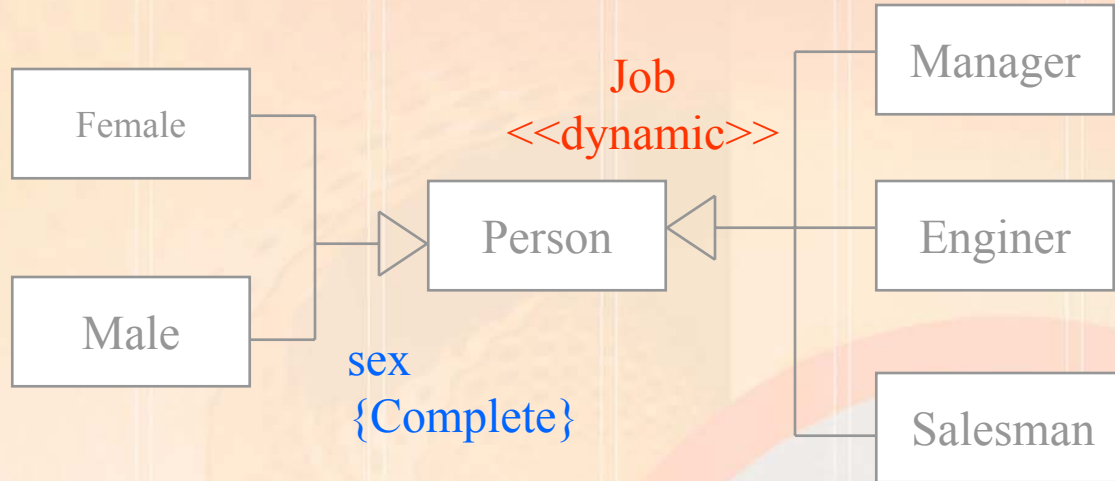 Manager
Job
<<dynamic>>
Female
Person
Enginer
Male
sex
{Complete}
Salesman